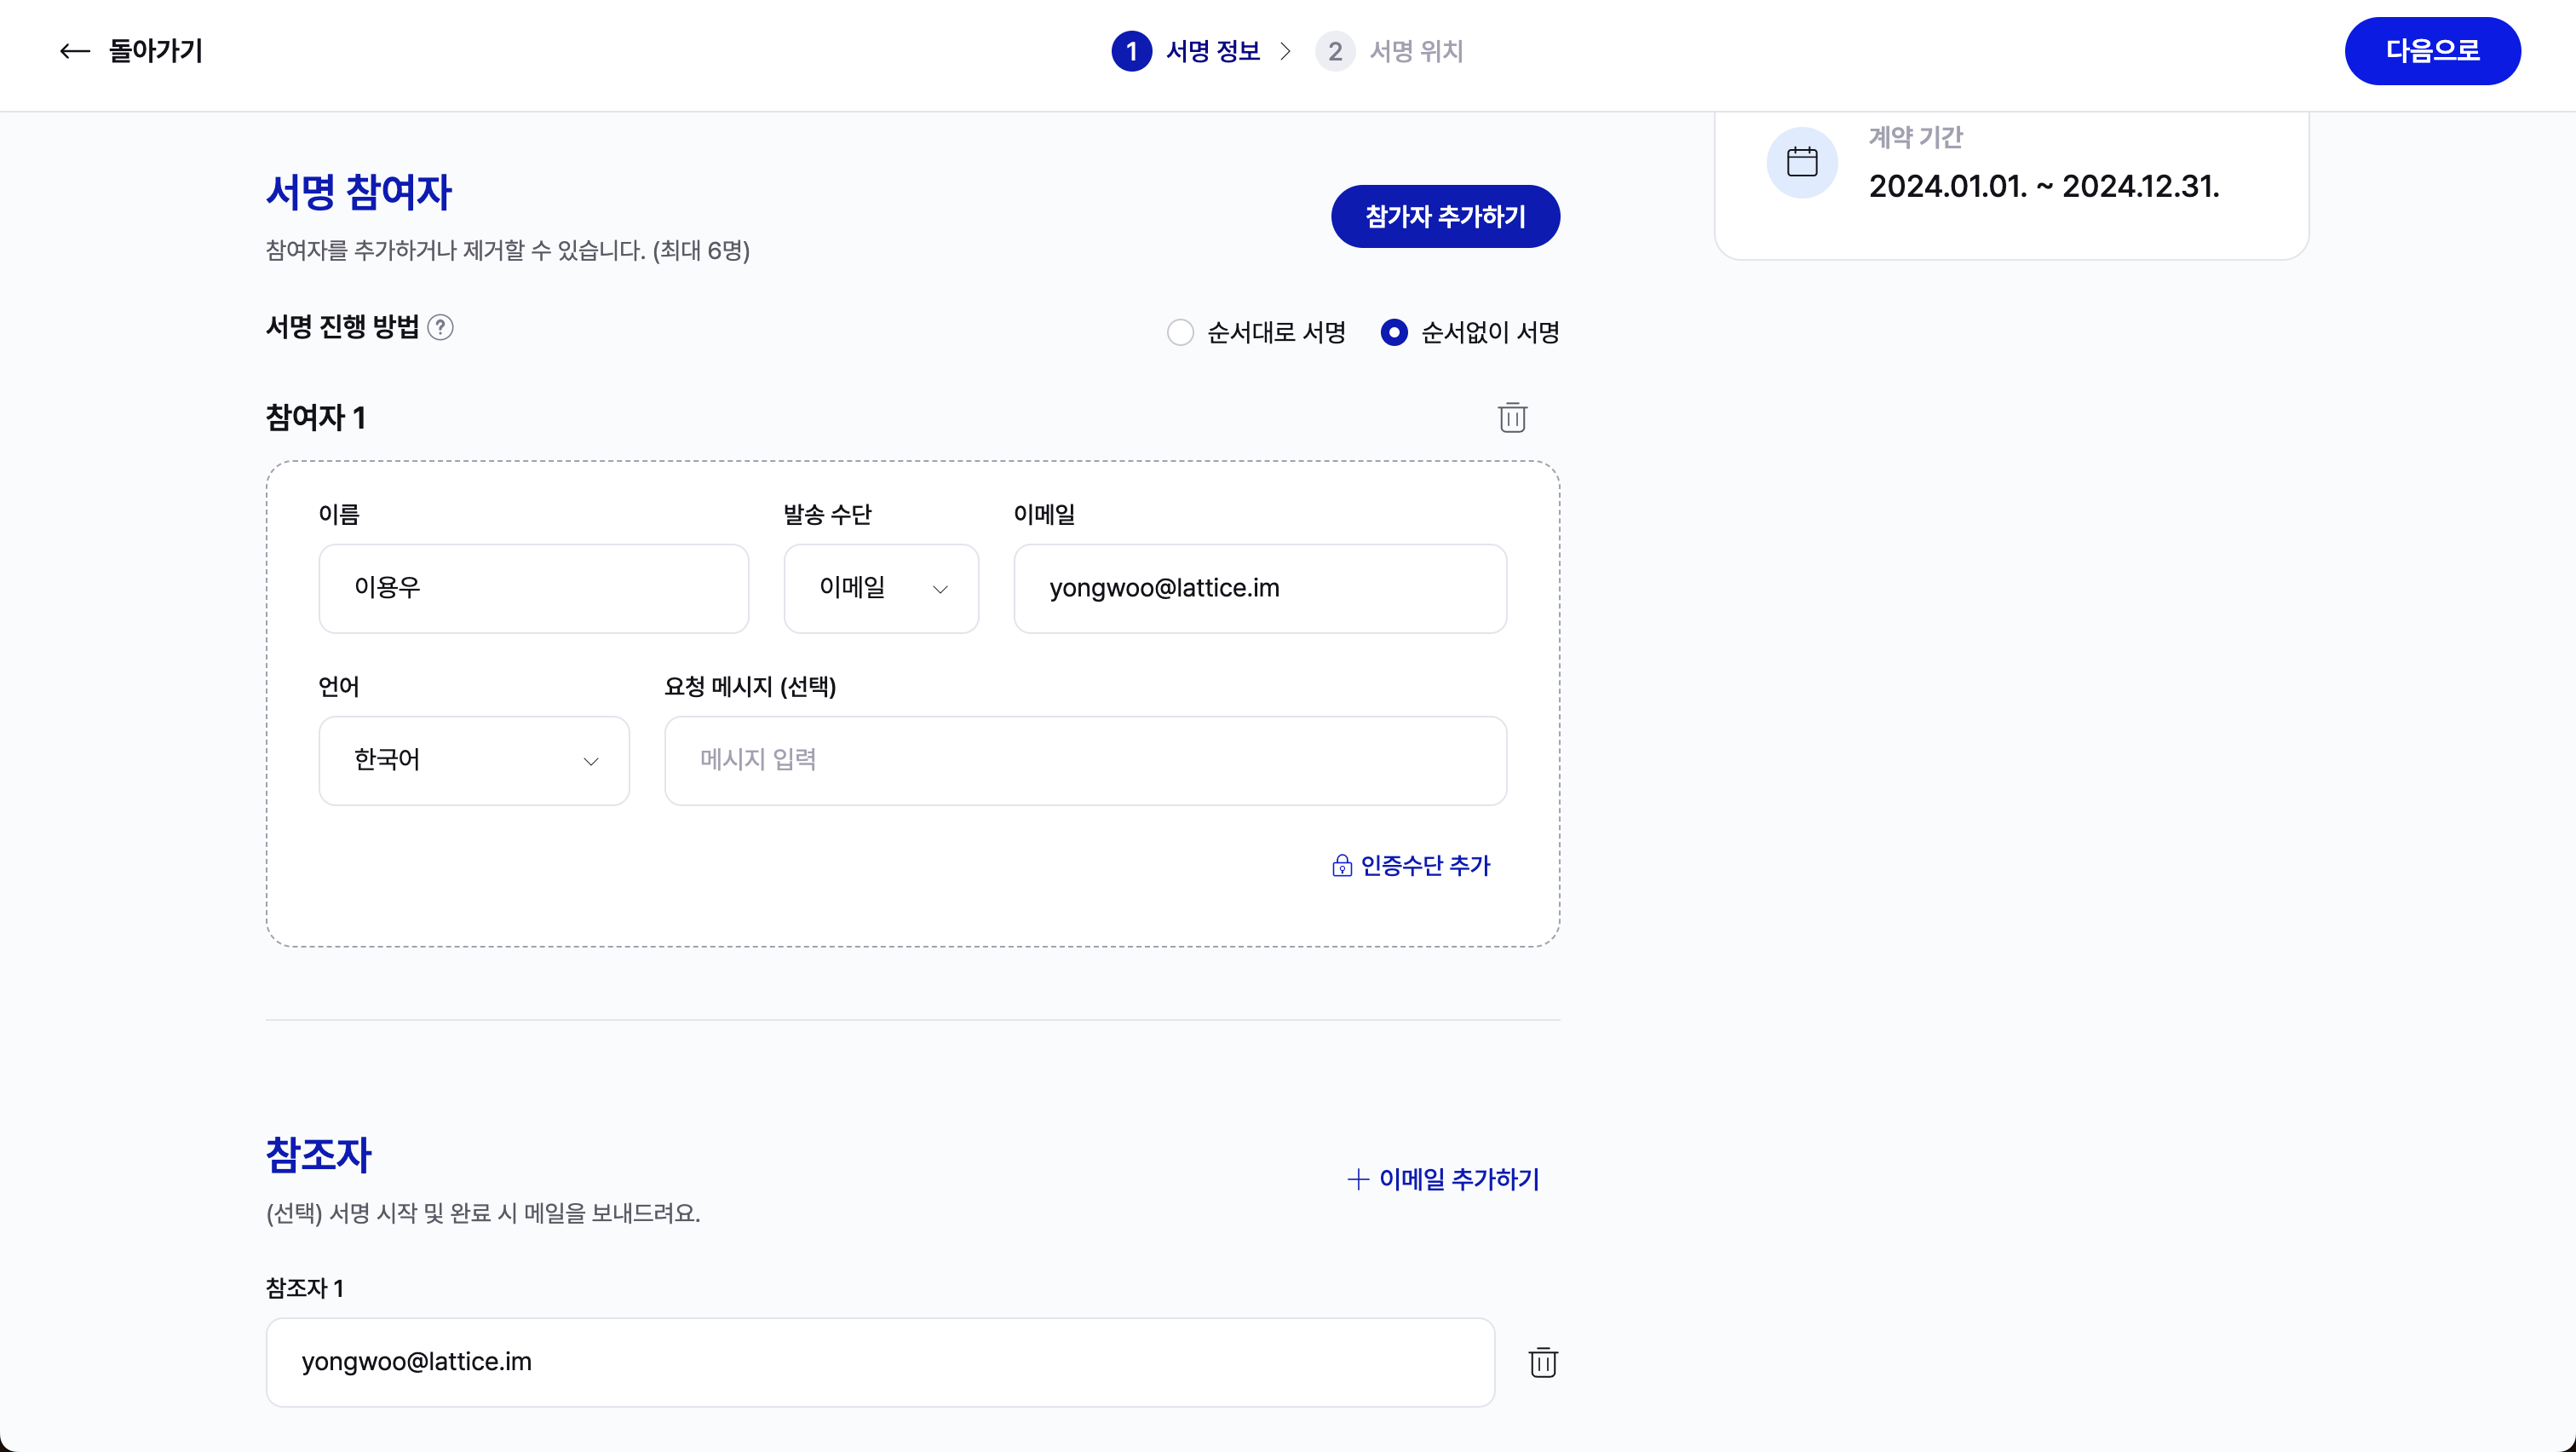 돌아가기
1 서명 정보 2 서명 위치
다음으로
계약 기간
2024.01.01. ~ 2024.12.31.
서명 참여자
참가자 추가하기
참여자를 추가하거나 제거할 수 있습니다. (최대 6명)
서명 진행 방법 ?
순서대로 서명 순서없이 서명
참여자 1
이름 발송 수단 이메일
이용우 이메일 yongwoo@lattice.im
언어 요청 메시지 (선택)
한국어 메시지 입력
인증수단 추가
참조자
이메일 추가하기
(선택) 서명 시작 및 완료 시 메일을 보내드려요.
참조자 1
yongwoo@lattice.im